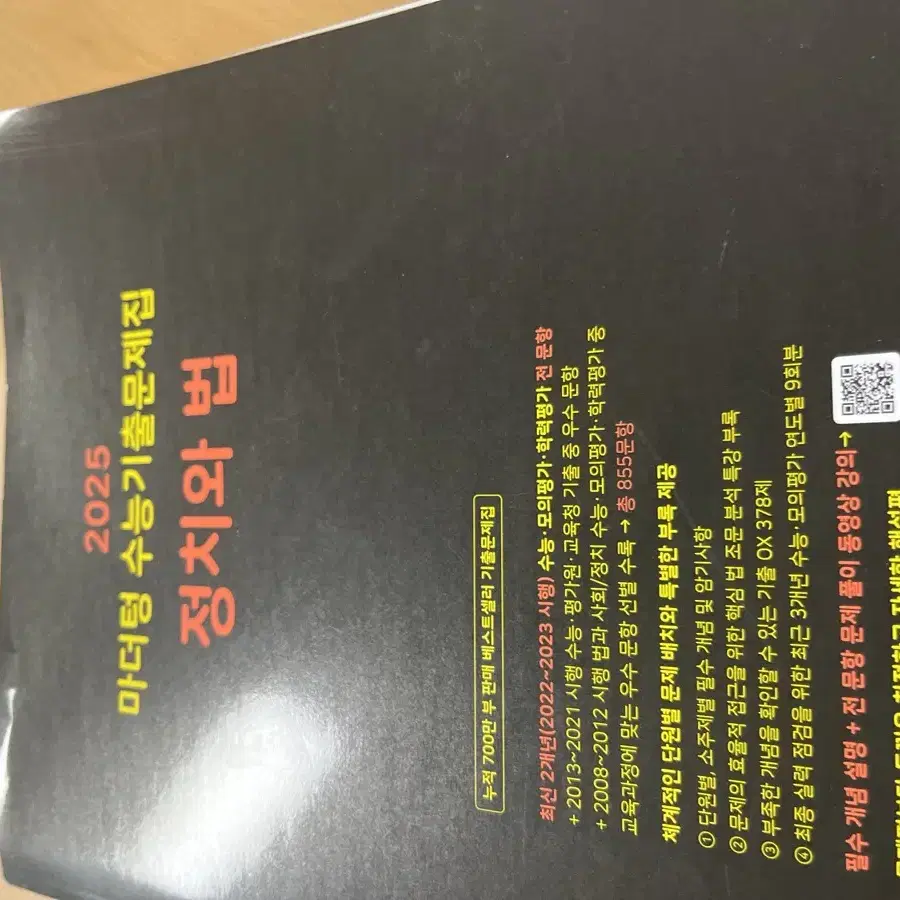 2025
마더텅 수능기출문제집
정치와 법
누적 700만 부 판매 베스트셀러 기출문제집
최신 2개년(2022~2023 시행) 수능·모의평가·학력평가 전 문항
+ 2013~2021 시행 수능·평가원·교육청 기출 중 우수 문항
+ 2008~2012 시행 법과 사회/정치 수능·모의평가·학력평가 중
교육과정에 맞는 우수 문항 선별 수록 → 총 855문항
체계적인 단원별 문제 배치와 특별한 부록 제공
① 단원별, 소주제별 필수 개념 및 암기사항
② 문제의 효율적 접근을 위한 핵심 법 조문 분석 특강 부록
③ 부족한 개념을 확인할 수 있는 기출 OX 378제
④ 최종 실력 점검을 위한 최근 3개년 수능·모의평가 연도별 9회분
필수 개념 설명 + 전 문항 문제 풀이 동영상 강의→